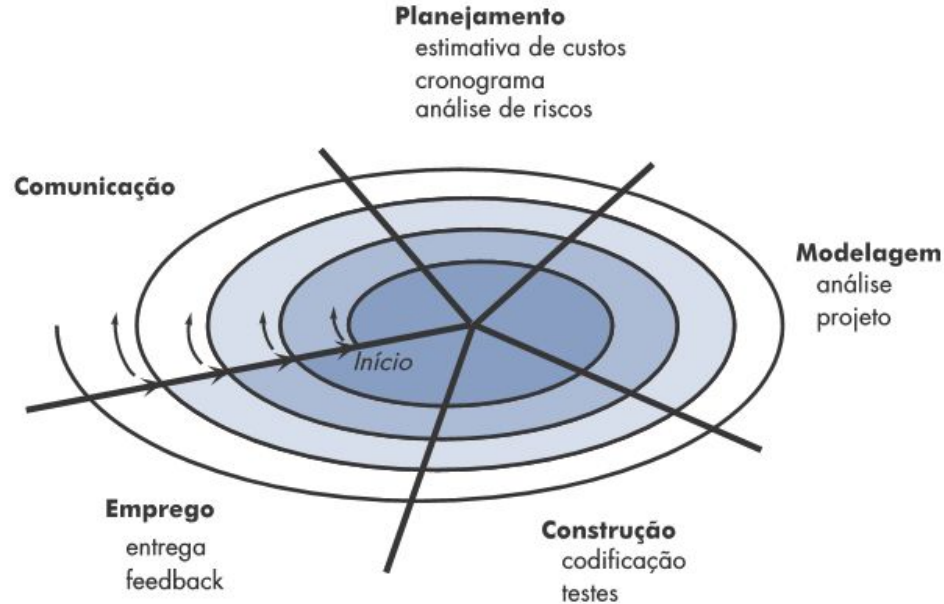 Planejamento
estimativa de custos
cronograma
análise de riscos
Comunicação
Modelagem
análise
projeto
Início
Emprego
entrega
feedback
Construção
codificação
testes